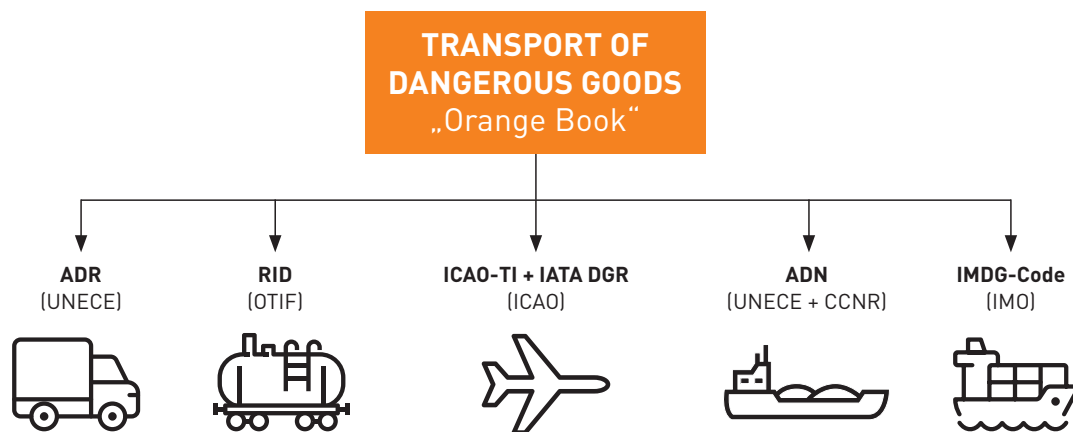 TRANSPORT OF
DANGEROUS GOODS
„Orange Book“
ADR
(UNECE)
RID
(OTIF)
ICAO-TI + IATA DGR
(ICAO)
ADN
(UNECE + CCNR)
IMDG-Code
(IMO)